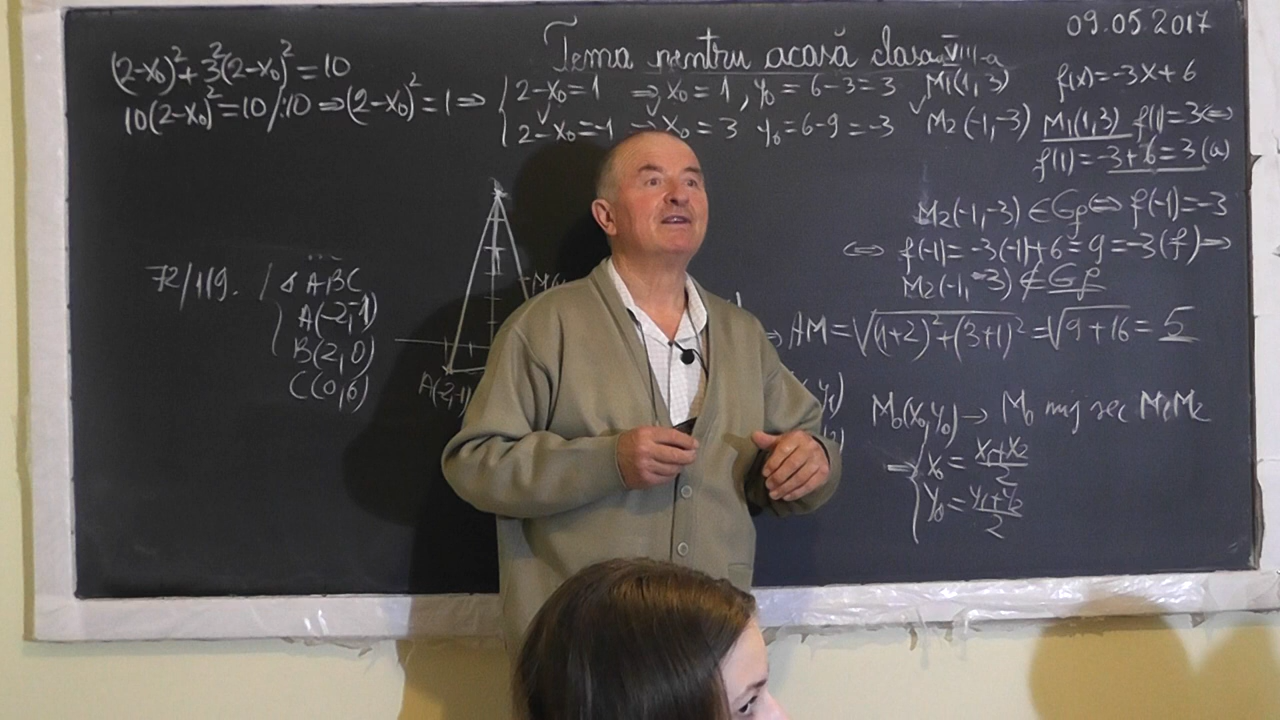 Tema pentru acasă clasa VIII-a
09.05.2017
(2-x₀)²+3²(2-x₀)²=10
10(2-x₀)²=10/:10 ⇒(2-x₀)²=1⇒
2-x₀=1 ⇒x₀=1, y₀=6-3=3 M₁(1,3)
2-x₀=-1 ⇒x₀=3 y₀=6-9=-3 M₂(-1,-3)
f(x)=-3x+6
M₁(1,3) f(1)=3⇔
f(1)=-3+6=3(a)
M₂(-1,-3)∈Gf⇔ f(-1)=-3
⇔ f(-1)=-3(-1)+6=9=-3(f)⇒
M₂(-1,-3)∉Gf
72/119.
∢ ABC
A(-2,-1)
B(2,0)
C(0,6)
A(-2,-1)
AM=√(1+2)²+(3+1)²=√9+16=5
M₀(x₀,y₀)→ M₀ mij seg M₁M₂
⇒ x₀=x₁+x₂/2
y₀=y₁+y₂/2